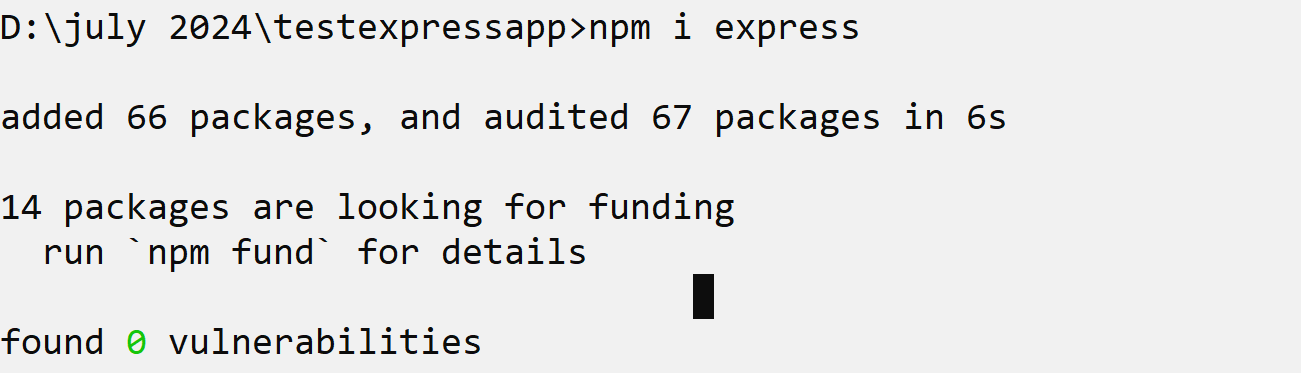 D:\july 2024\testexpressapp>npm i express
added 66 packages, and audited 67 packages in 6s
14 packages are looking for funding
  run `npm fund` for details
found 0 vulnerabilities